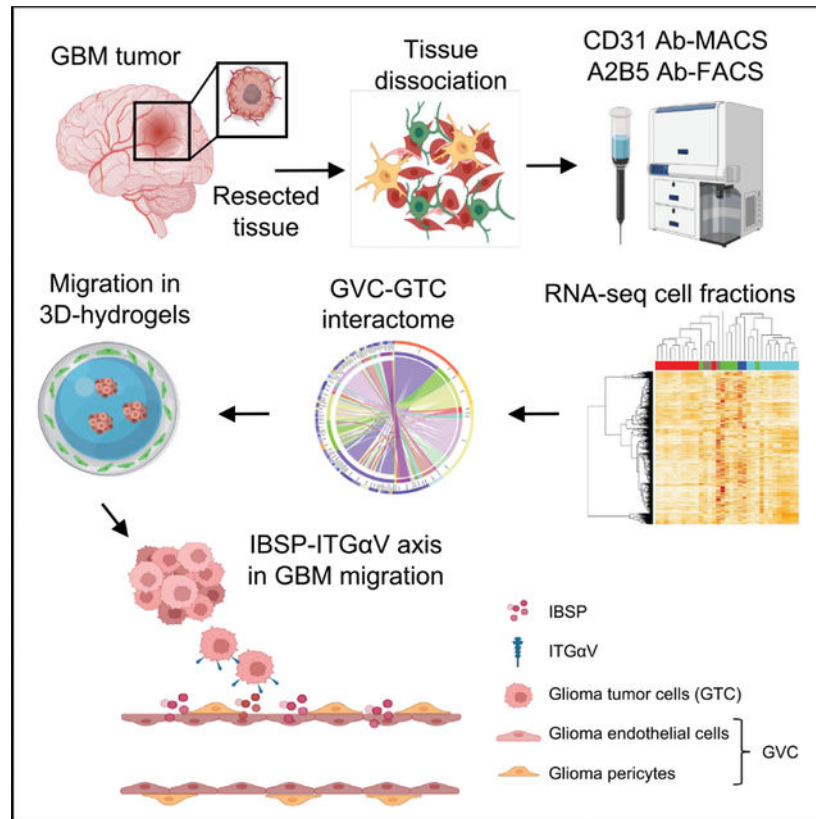 GBM tumor
Resected
tissue
Tissue
dissociation
CD31 Ab-MACS
A2B5 Ab-FACS
Migration in
3D-hydrogels
GVC-GTC
interactome
RNA-seq cell fractions
IBSP-ITGαV axis
in GBM migration
IBSP
ITGαV
Glioma tumor cells (GTC)
Glioma endothelial cells
GVC
Glioma pericytes